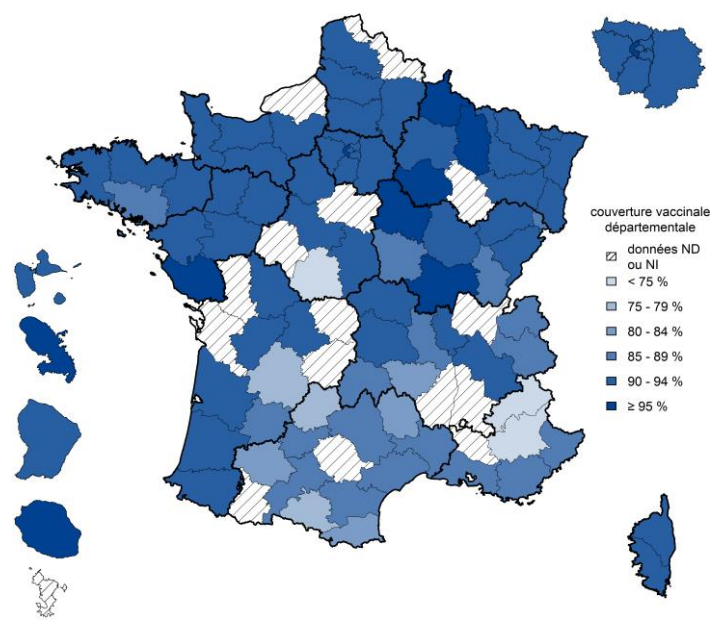 couverture vaccinale
départementale
données ND
ou NI
< 75 %
75 - 79 %
80 - 84 %
85 - 89 %
90 - 94 %
≥ 95 %